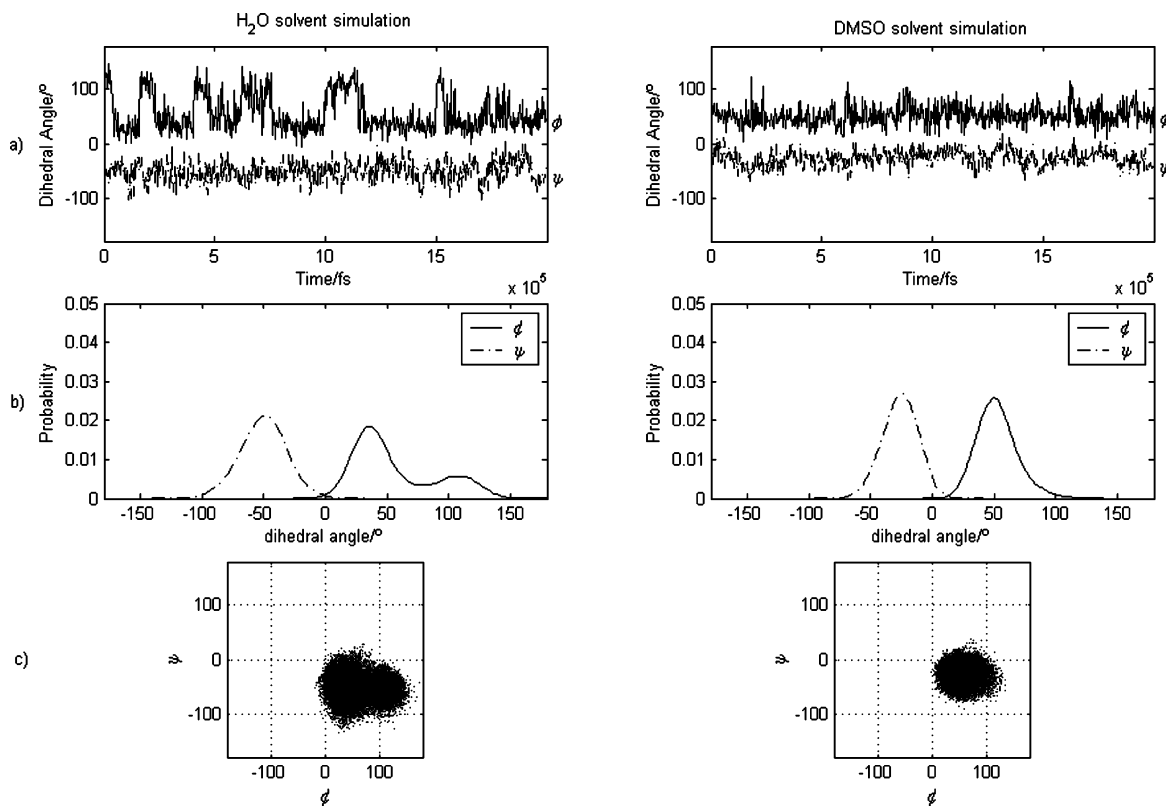 H2O solvent simulation
DMSO solvent simulation
a)
Dihedral Angle/°
100
0
-100
ϕ
ψ
0
5
10
15
Time/fs
x 10^5
Dihedral Angle/°
100
0
-100
ϕ
ψ
0
5
10
15
Time/fs
x 10^5
b)
Probability
0.05
0.04
0.03
0.02
0.01
0
ϕ
ψ
-150
-100
-50
0
50
100
150
dihedral angle/°
Probability
0.05
0.04
0.03
0.02
0.01
0
ϕ
ψ
-150
-100
-50
0
50
100
150
dihedral angle/°
c)
ψ
100
0
-100
-100
0
100
ϕ
ψ
100
0
-100
-100
0
100
ϕ